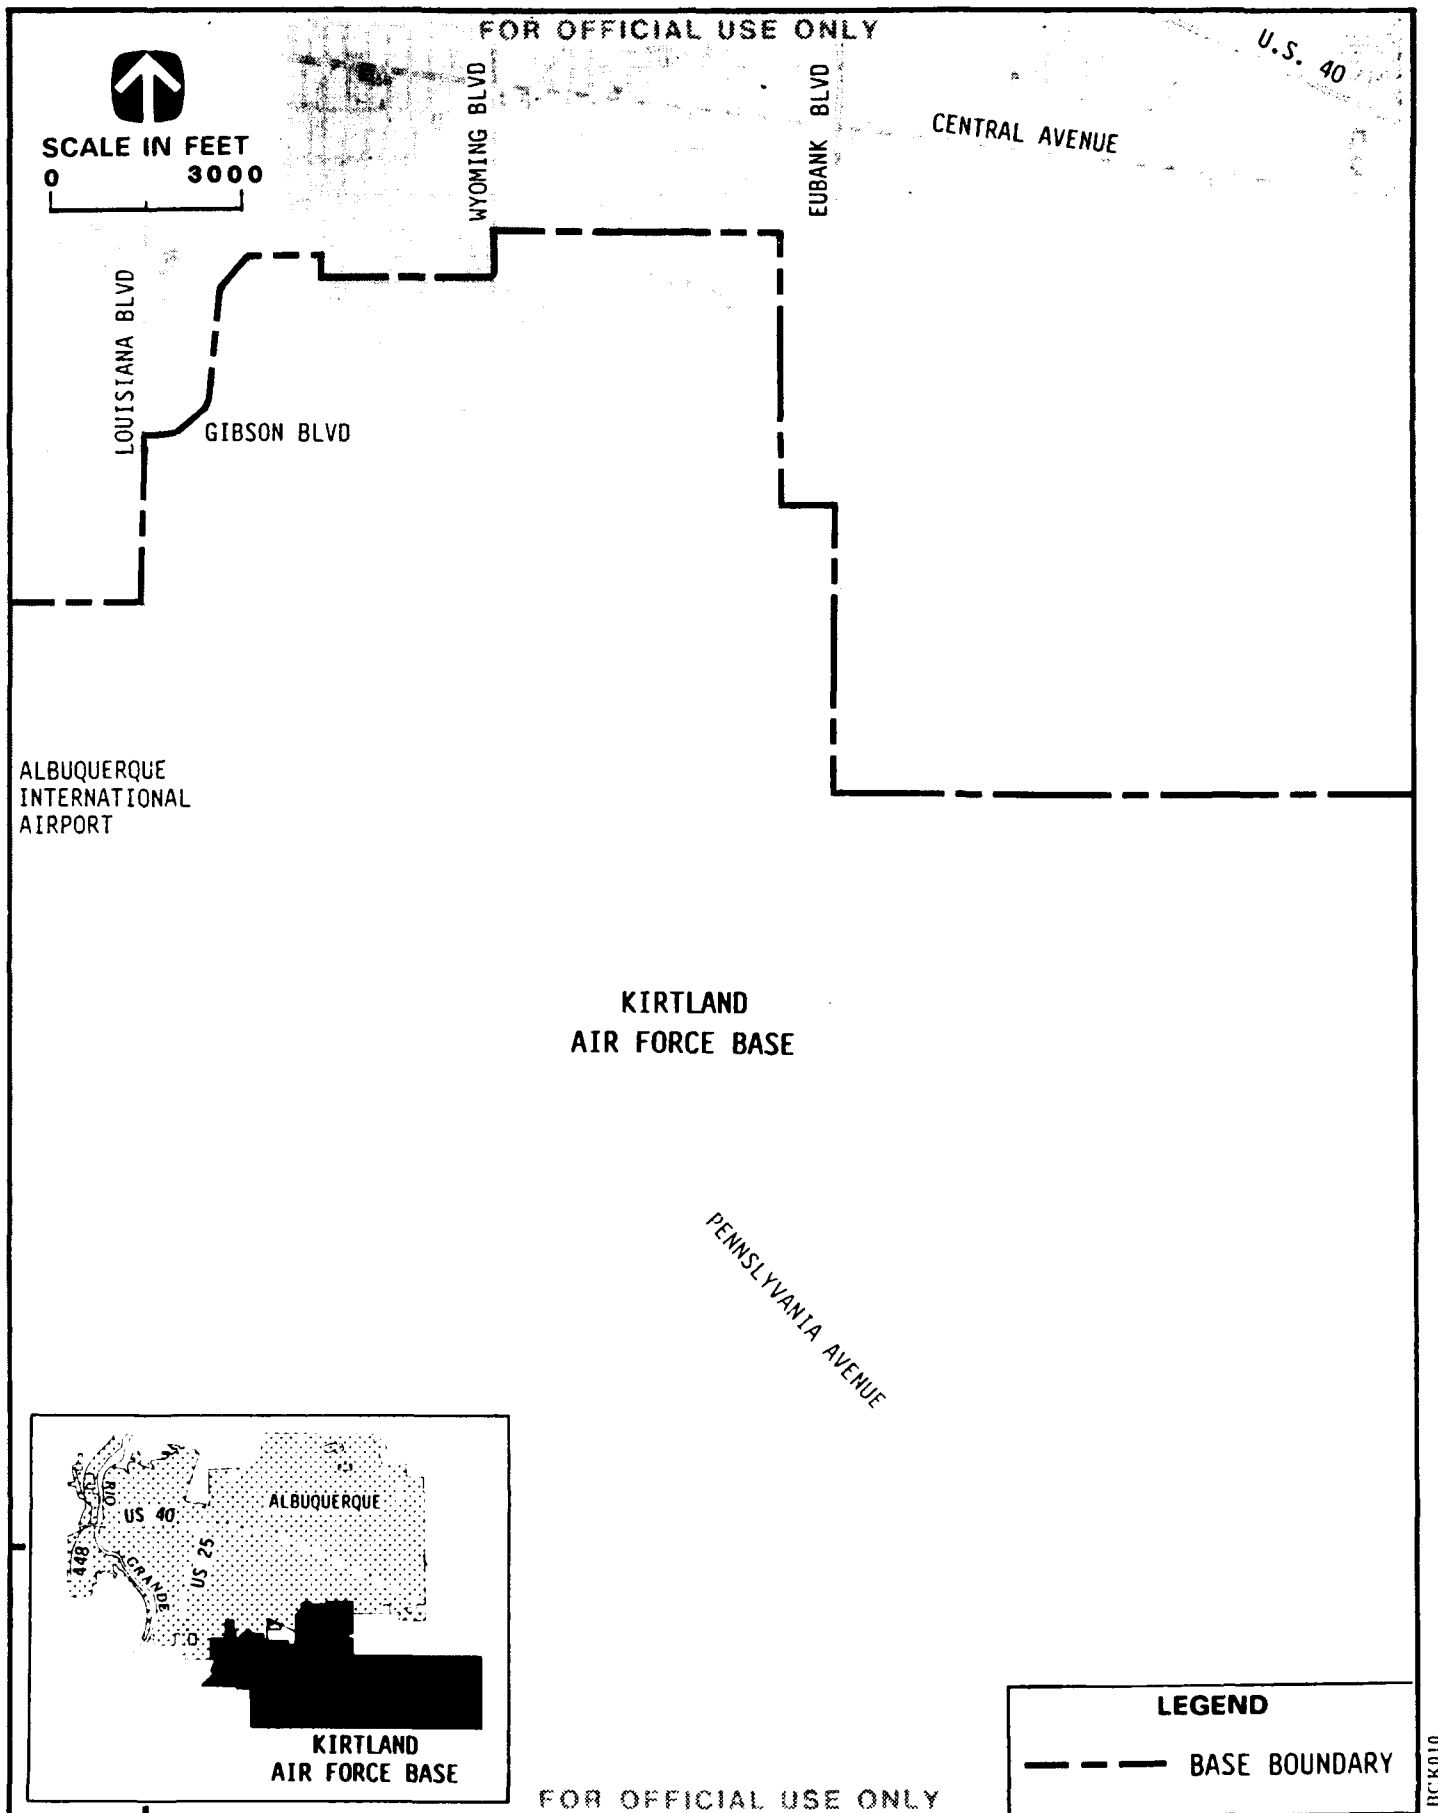 FOR OFFICIAL USE ONLY
U.S. 40
SCALE IN FEET
0 3000
WYOMING BLVD
EUBANK BLVD
CENTRAL AVENUE
LOUISIANA BLVD
GIBSON BLVD
ALBUQUERQUE
INTERNATIONAL
AIRPORT
KIRTLAND
AIR FORCE BASE
PENNSLYVANIA AVENUE
RIO
US 40
ALBUQUERQUE
448
GRANDE
US 25
KIRTLAND
AIR FORCE BASE
LEGEND
BASE BOUNDARY
FOR OFFICIAL USE ONLY